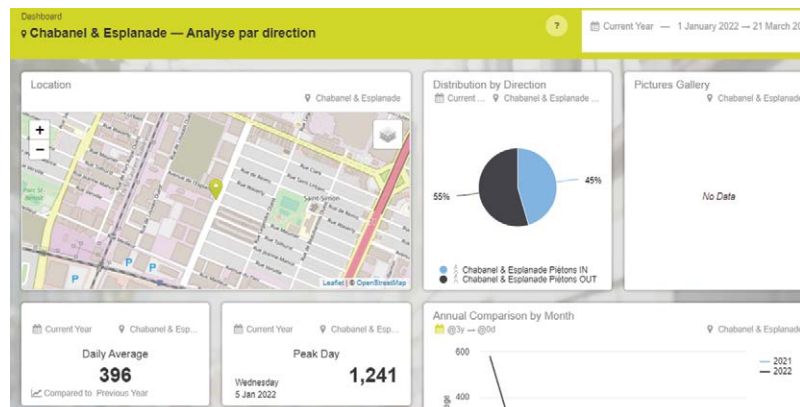 Dashboard
Chabanel & Esplanade — Analyse par direction
?
Current Year — 1 January 2022 → 21 March 20
Location
Chabanel & Esplanade
+
−
Saint-Simon
Rue Clark
P
P
P
Leaflet | © OpenStreetMap
Distribution by Direction
Current ... Chabanel & Esplanade ...
55%
45%
Chabanel & Esplanade Piétons IN
Chabanel & Esplanade Piétons OUT
Pictures Gallery
Chabanel & Esplanade
No Data
Current Year Chabanel & Esp...
Daily Average
396
Compared to Previous Year
Current Year Chabanel & Esp...
Peak Day
Wednesday
5 Jan 2022
1,241
Annual Comparison by Month
@3y → @0d
Chabanel & Esplanade
600
400
2021
2022